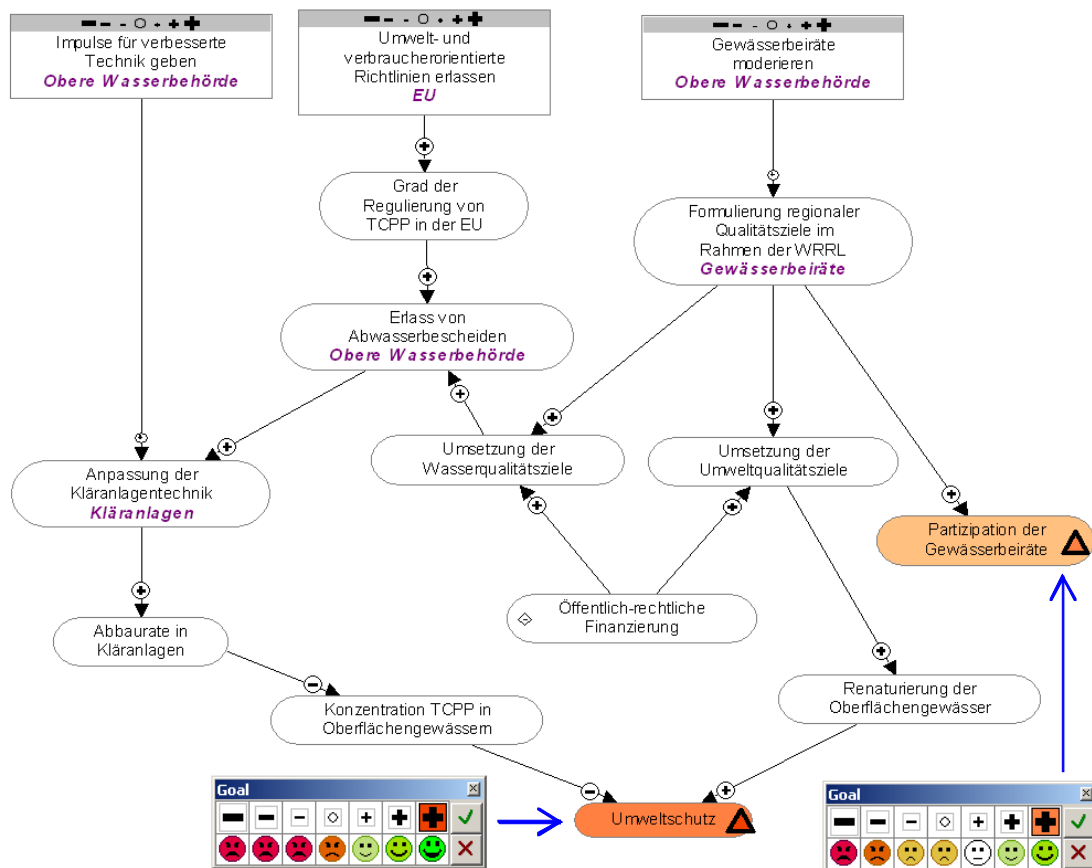 Impulse für verbesserte
Technik geben
Obere Wasserbehörde
Umwelt- und
verbraucherorientierte
Richtlinien erlassen
EU
Gewässerbeiräte
moderieren
Obere Wasserbehörde
Grad der
Regulierung von
TCPP in der EU
Formulierung regionaler
Qualitätsziele im
Rahmen der WRRL
Gewässerbeiräte
Erlass von
Abwasserbescheiden
Obere Wasserbehörde
Anpassung der
Kläranlagentechnik
Kläranlagen
Umsetzung der
Wasserqualitätsziele
Umsetzung der
Umweltqualitätsziele
Partizipation der
Gewässerbeiräte
Öffentlich-rechtliche
Finanzierung
Abbaurate in
Kläranlagen
Konzentration TCPP in
Oberflächengewässern
Renaturierung der
Oberflächengewässer
Goal
Umweltschutz
Goal